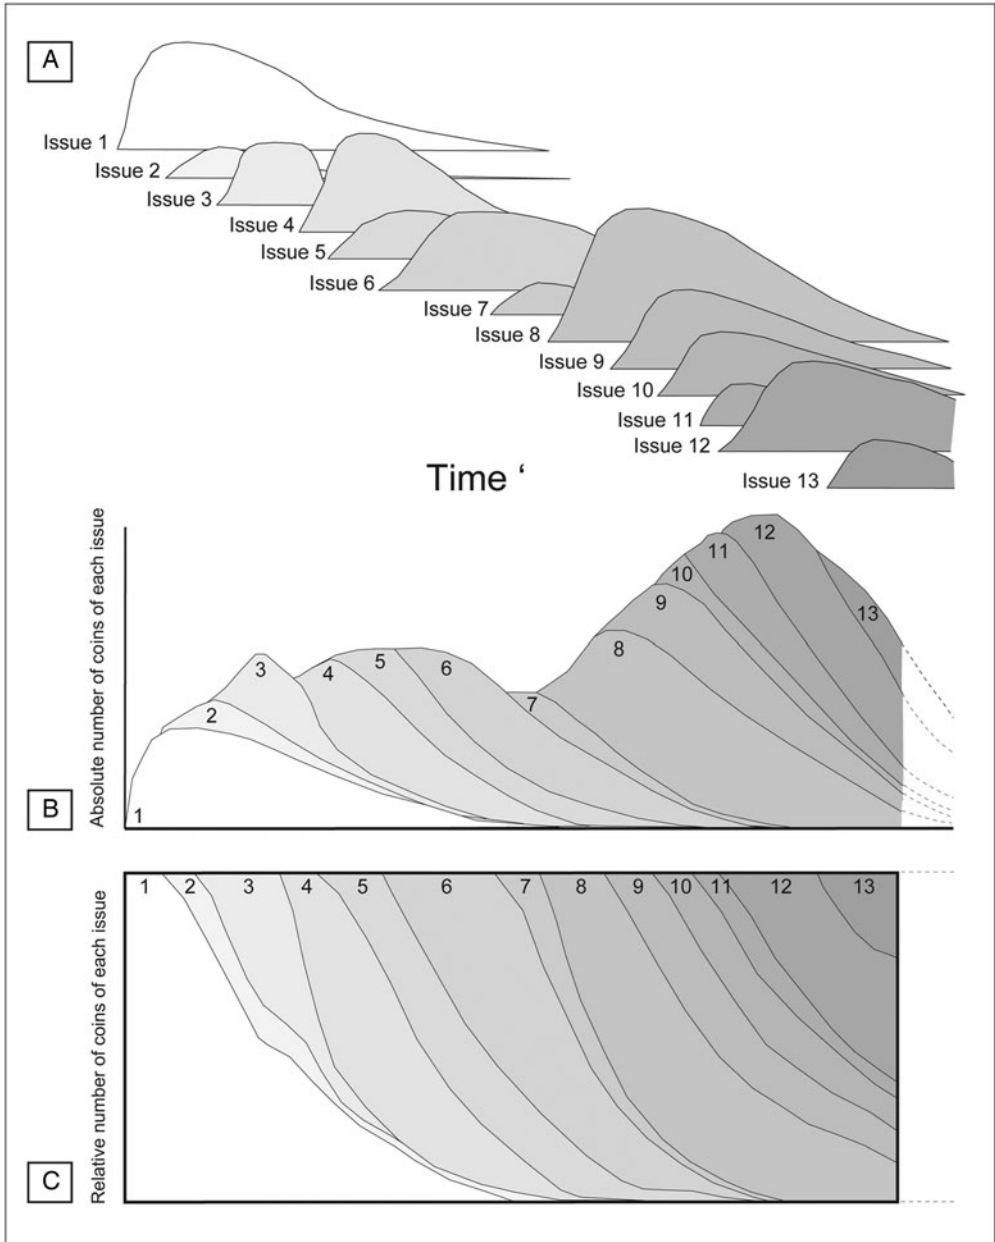 A
Issue 1
Issue 2
Issue 3
Issue 4
Issue 5
Issue 6
Issue 7
Issue 8
Issue 9
Issue 10
Issue 11
Issue 12
Issue 13
Time ‘
B
Absolute number of coins of each issue
1
2
3
4
5
6
7
8
9
10
11
12
13
C
Relative number of coins of each issue
1 2 3 4 5 6 7 8 9 10 11 12 13